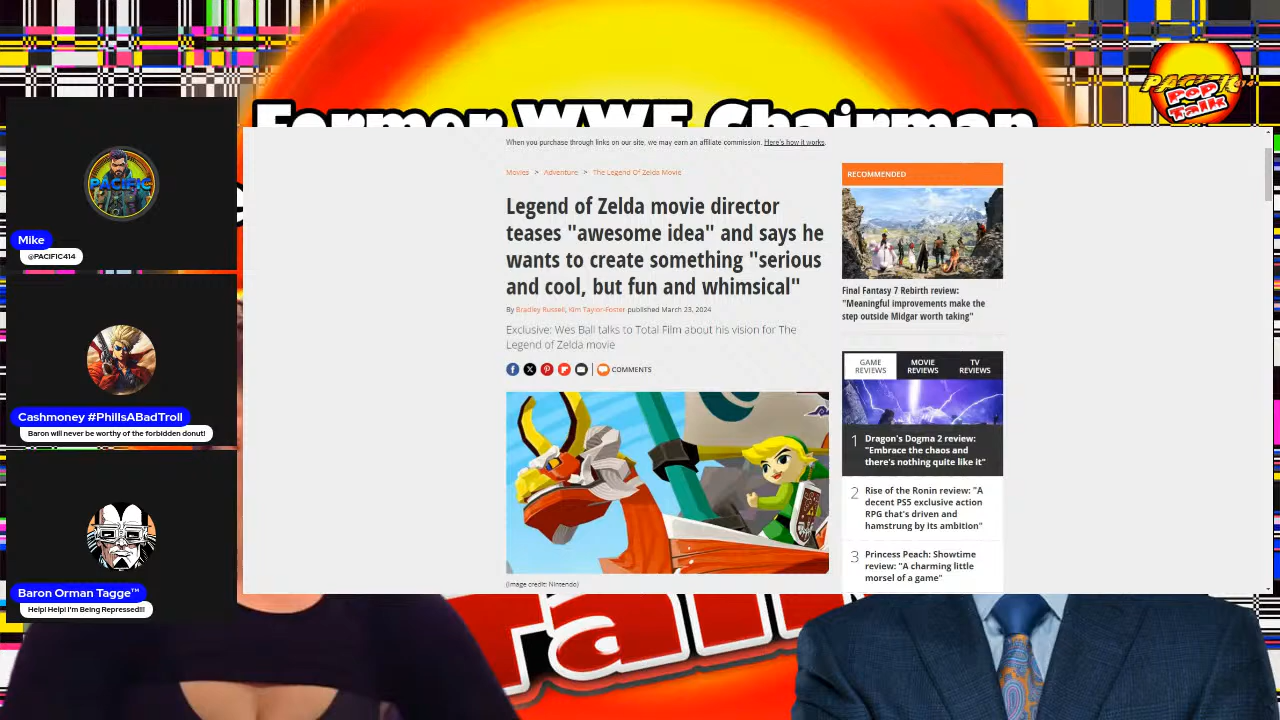 Former WWE Chairman
PACIFIC414
Pop
Talk
PACIFIC
Mike
@PACIFIC414
Cashmoney #PhilIsABadTroll
Baron will never be worthy of the forbidden donut!
Baron Orman Tagge™
Help! Help! I'm Being Repressed!!!
When you purchase through links on our site, we may earn an affiliate commission. Here's how it works.
Movies > Adventure > The Legend Of Zelda Movie
Legend of Zelda movie director
teases "awesome idea" and says he
wants to create something "serious
and cool, but fun and whimsical"
By Bradley Russell, Kim Taylor-Foster published March 23, 2024
Exclusive: Wes Ball talks to Total Film about his vision for The
Legend of Zelda movie
COMMENTS
(Image credit: Nintendo)
RECOMMENDED
Final Fantasy 7 Rebirth review:
"Meaningful improvements make the
step outside Midgar worth taking"
GAME REVIEWS
MOVIE REVIEWS
TV REVIEWS
1 Dragon's Dogma 2 review:
"Embrace the chaos and
there's nothing quite like it"
2 Rise of the Ronin review: "A
decent PS5 exclusive action
RPG that's driven and
hamstrung by its ambition"
3 Princess Peach: Showtime
review: "A charming little
morsel of a game"
Talk